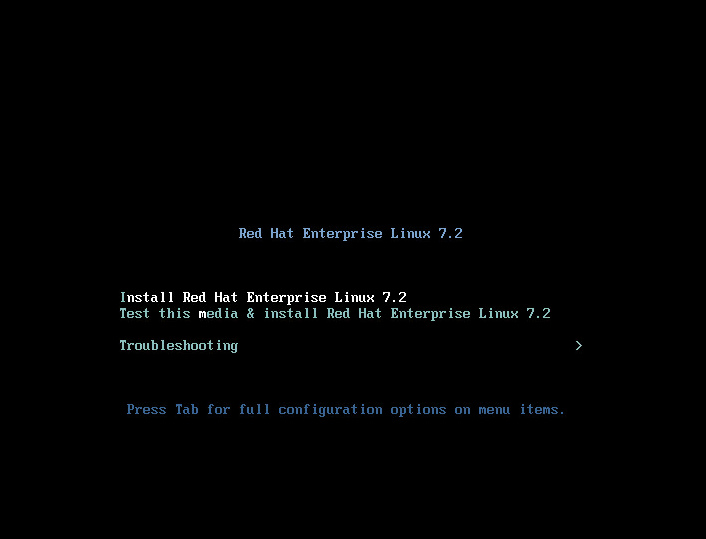 Red Hat Enterprise Linux 7.2
Install Red Hat Enterprise Linux 7.2
Test this media & install Red Hat Enterprise Linux 7.2
Troubleshooting >
Press Tab for full configuration options on menu items.